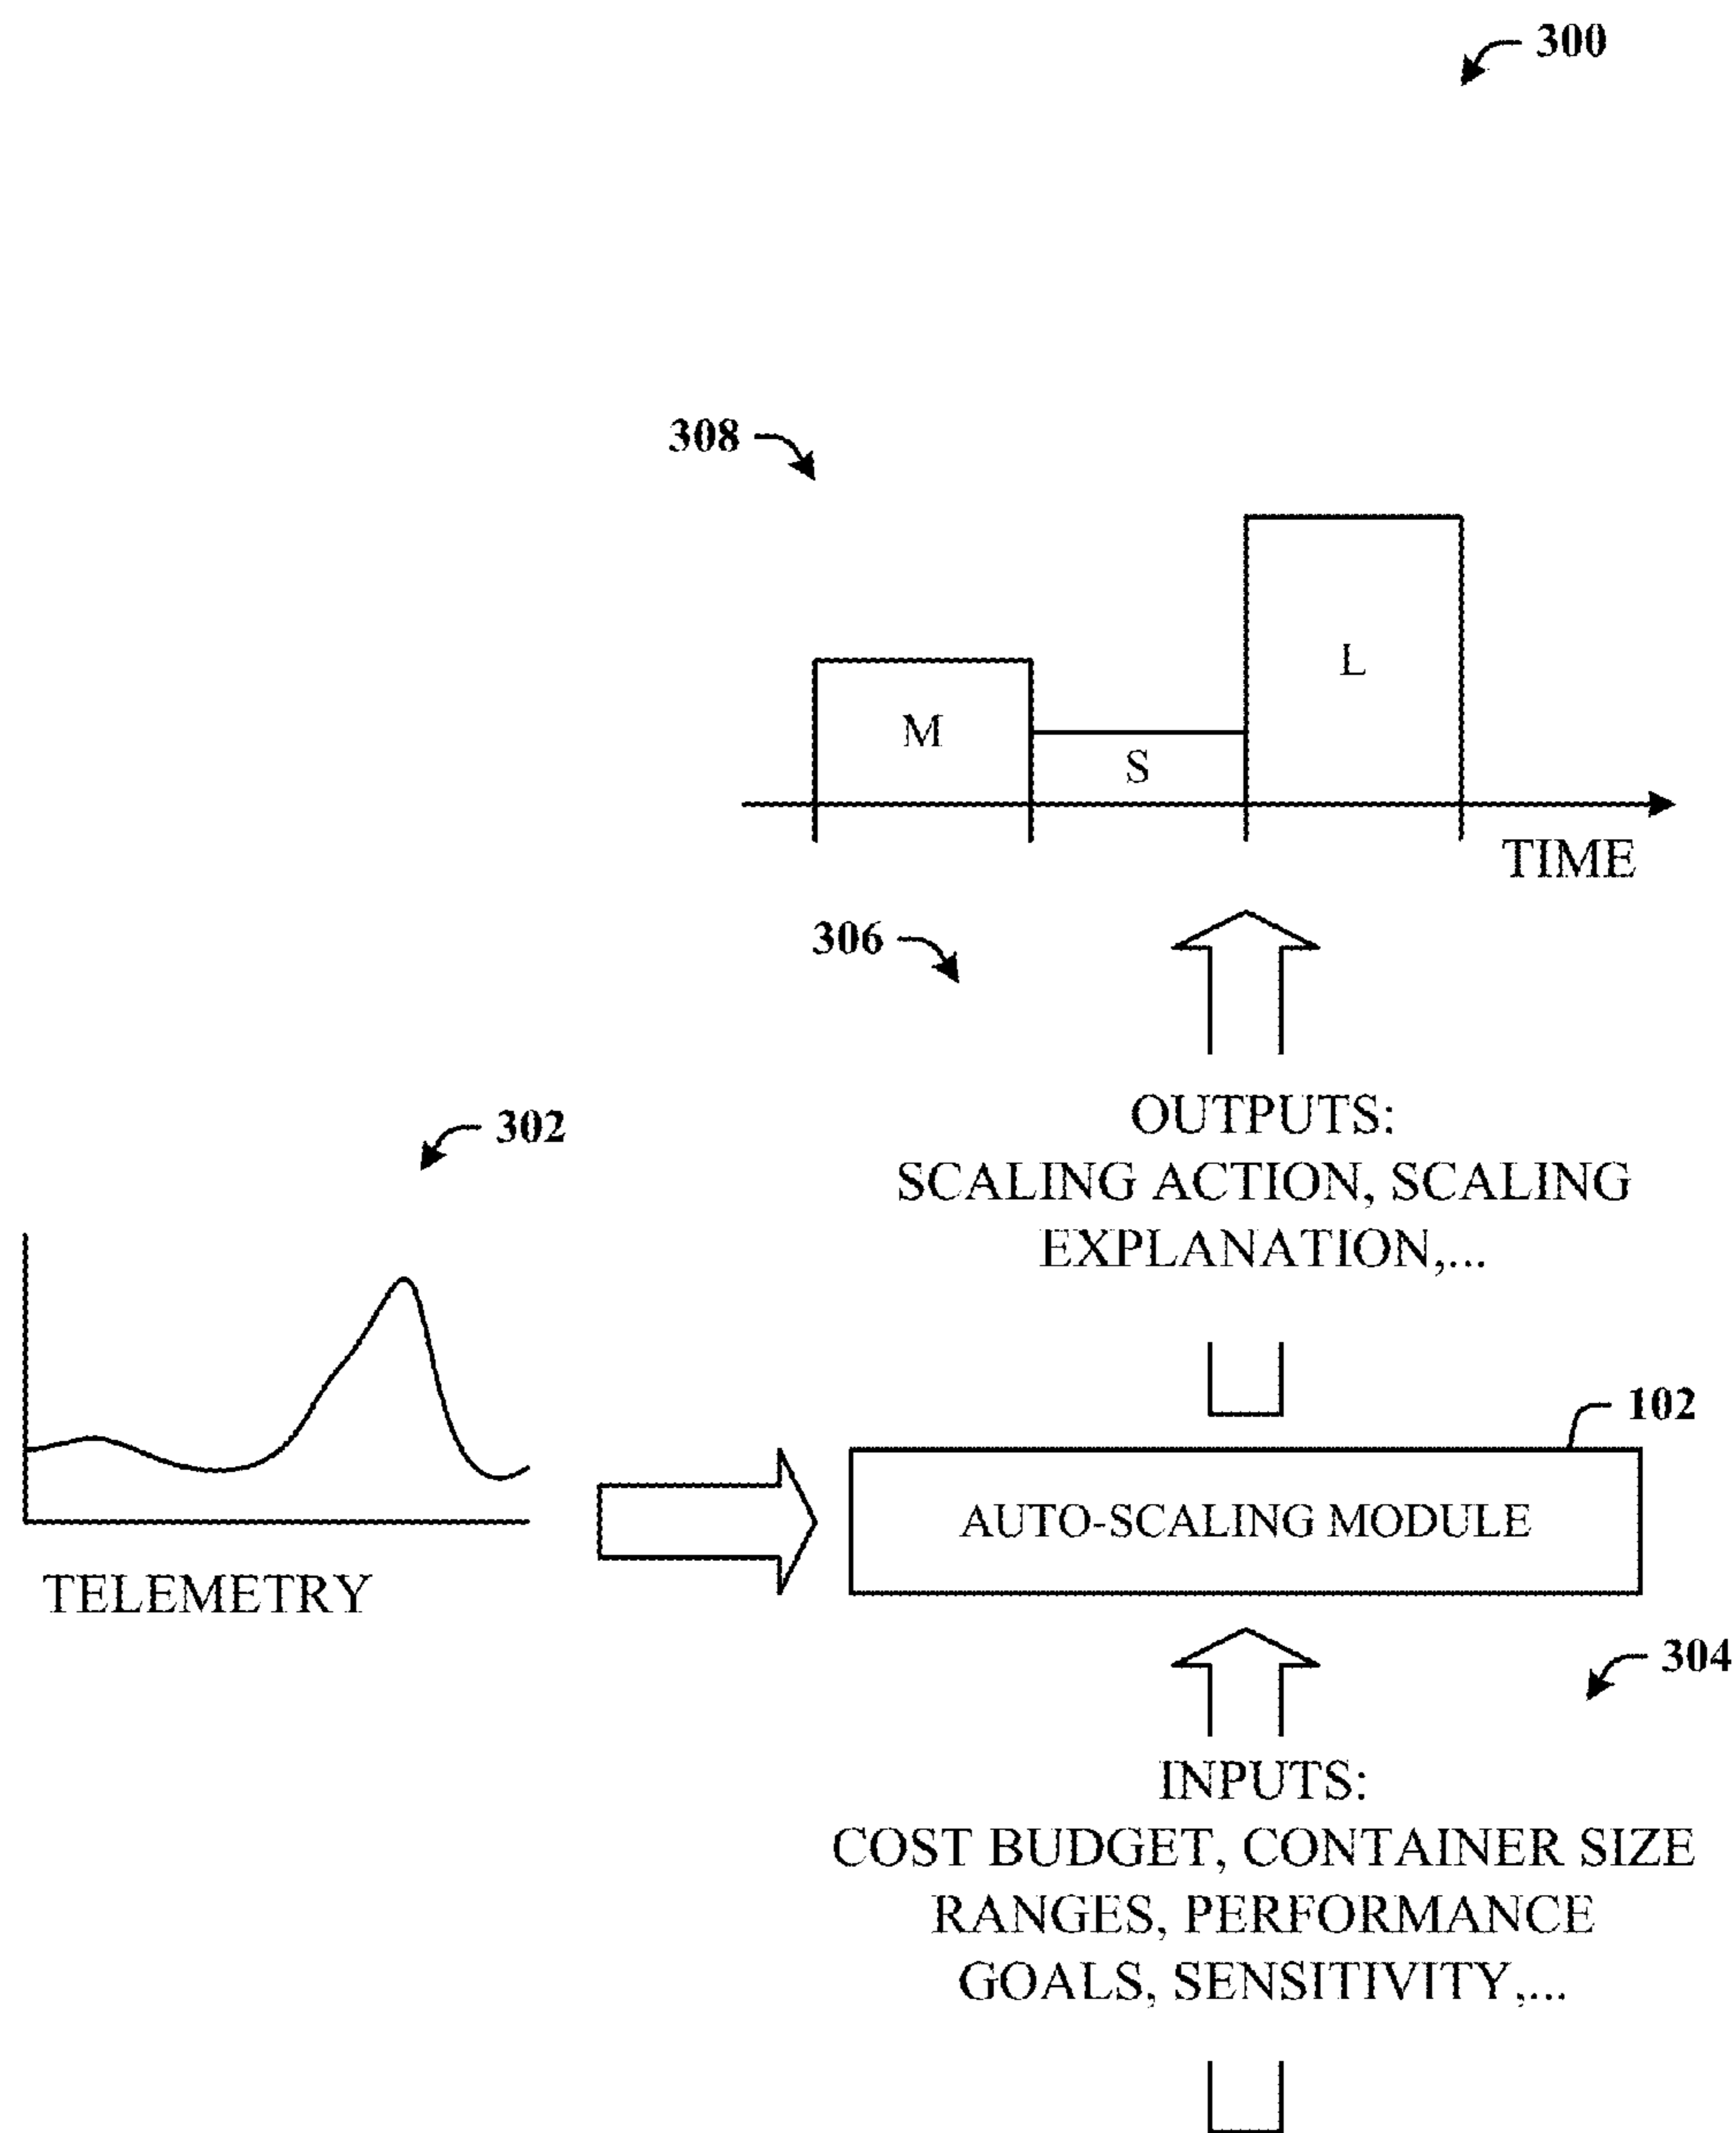 300
308
L
M
S
TIME
306
OUTPUTS:
SCALING ACTION, SCALING
EXPLANATION,...
302
102
AUTO-SCALING MODULE
TELEMETRY
304
INPUTS:
COST BUDGET, CONTAINER SIZE
RANGES, PERFORMANCE
GOALS, SENSITIVITY,...